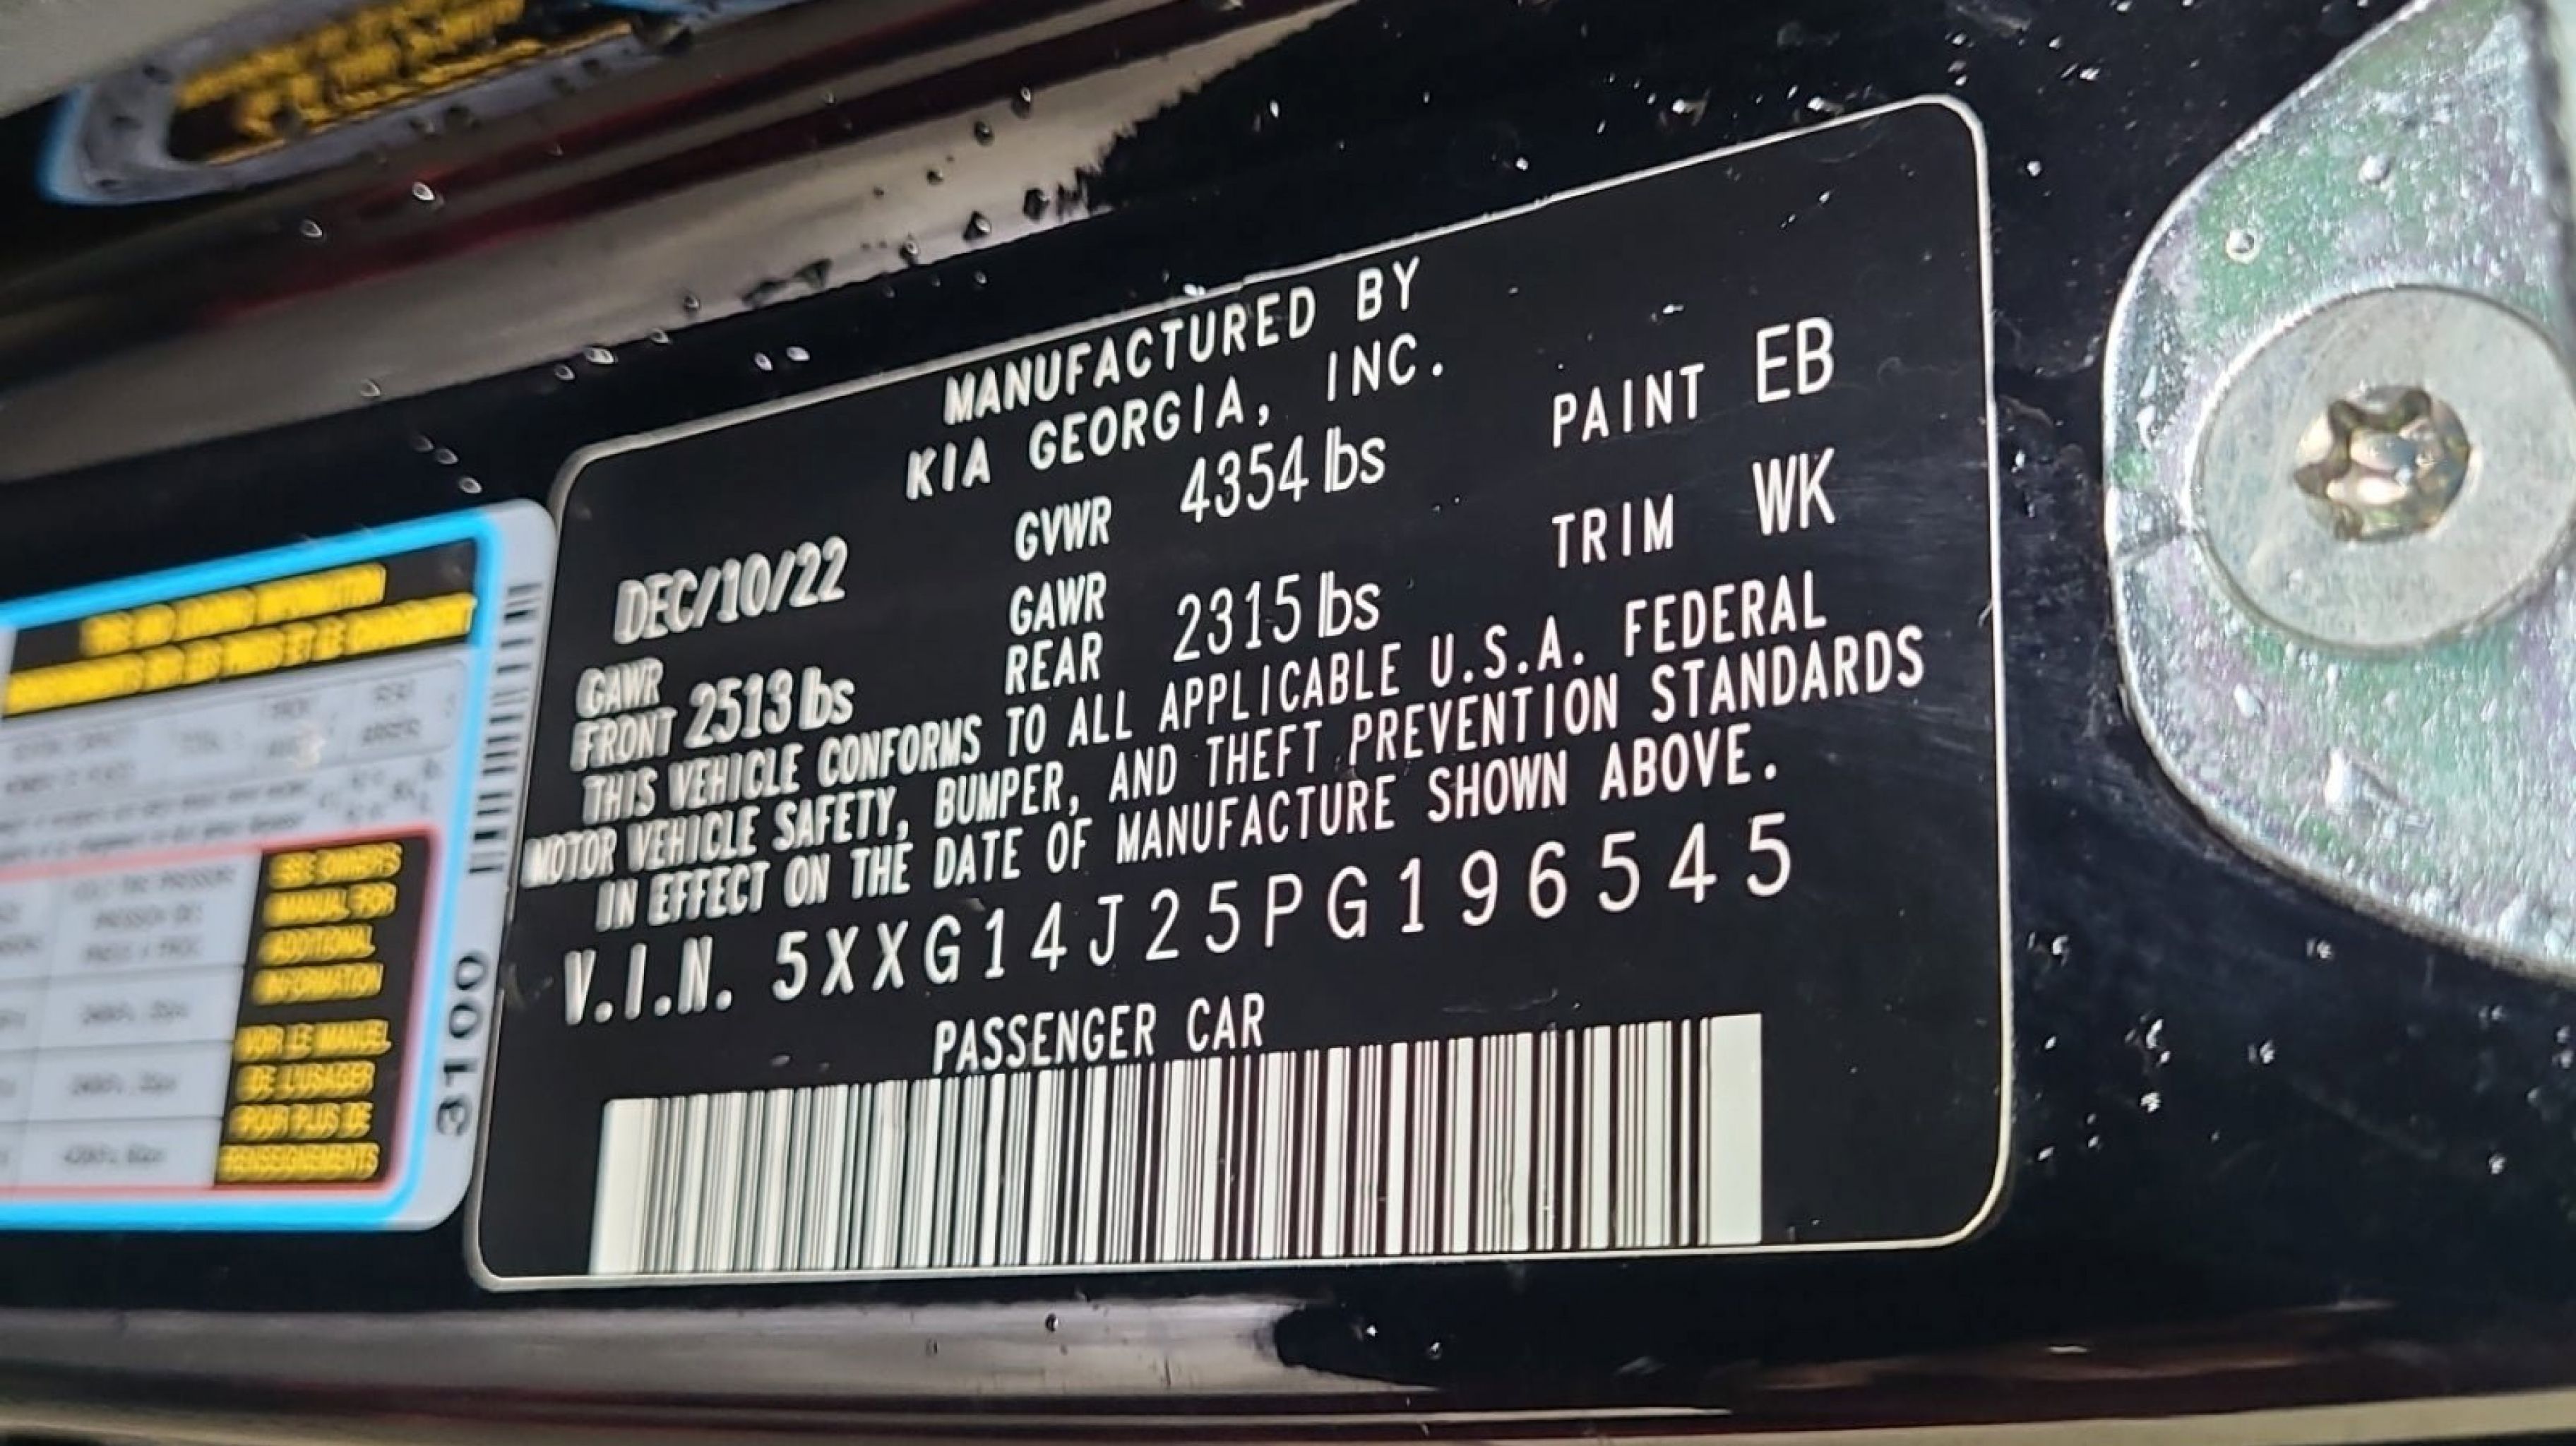 MANUFACTURED BY
KIA GEORGIA, INC.
DEC/10/22 GVWR 4354 lbs PAINT EB
GAWR FRONT 2513 lbs GAWR REAR 2315 lbs TRIM WK
THIS VEHICLE CONFORMS TO ALL APPLICABLE U.S.A. FEDERAL
MOTOR VEHICLE SAFETY, BUMPER, AND THEFT PREVENTION STANDARDS
IN EFFECT ON THE DATE OF MANUFACTURE SHOWN ABOVE.
V.I.N. 5XXG14J25PG196545
PASSENGER CAR
3100
SEE OWNER'S
MANUAL FOR
ADDITIONAL
INFORMATION
VOIR LE MANUEL
DE L'USAGER
POUR PLUS DE
RENSEIGNEMENTS